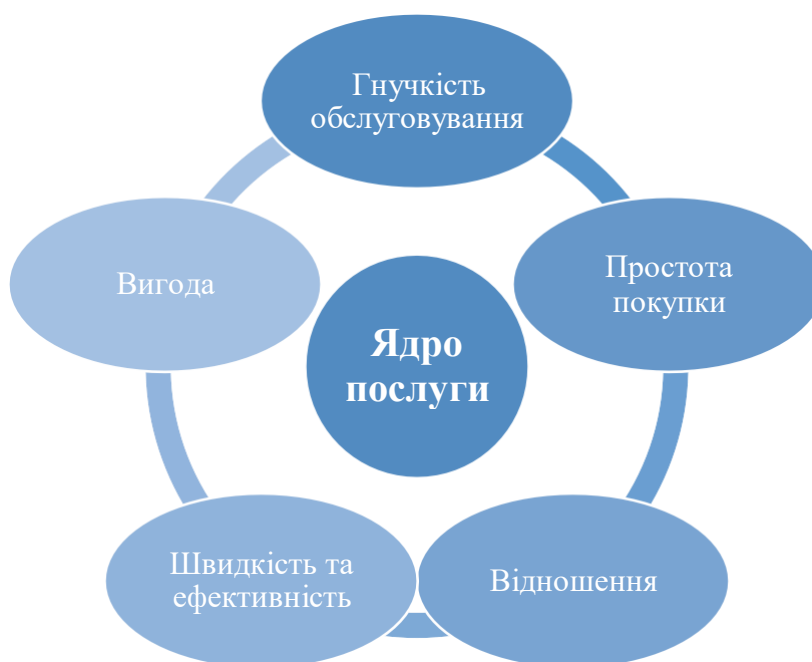 Гнучкість
обслуговування
Простота
покупки
Вигода
Ядро
послуги
Швидкість та
ефективність
Відношення